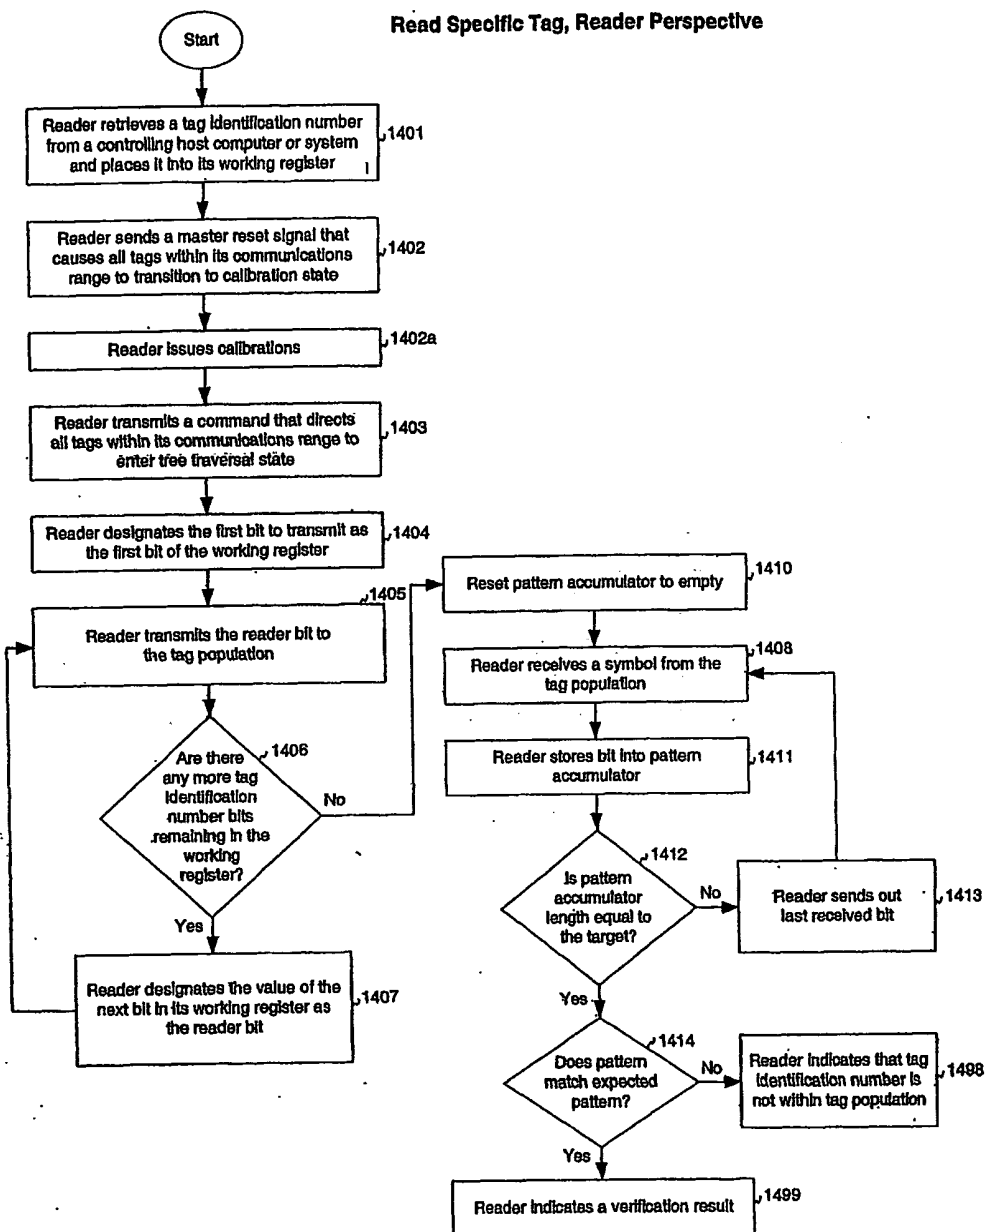 Read Specific Tag, Reader Perspective
Start
Reader retrieves a tag identification number
from a controlling host computer or system
and places it into its working register
1401
Reader sends a master reset signal that
causes all tags within its communications
range to transition to calibration state
1402
Reader issues calibrations
1402a
Reader transmits a command that directs
all tags within its communications range to
enter tree traversal state
1403
Reader designates the first bit to transmit as
the first bit of the working register
1404
1405
Reader transmits the reader bit to
the tag population
1406
Are there
any more tag
identification
number bits
remaining in the
working
register?
No
Yes
Reader designates the value of the
next bit in its working register as
the reader bit
1407
Reset pattern accumulator to empty
1410
1408
Reader receives a symbol from the
tag population
Reader stores bit into pattern
accumulator
1411
1412
Is pattern
accumulator
length equal to
the target?
No
Reader sends out
last received bit
1413
Yes
1414
Does pattern
match expected
pattern?
No
Reader indicates that tag
identification number is
not within tag population
1498
Yes
Reader indicates a verification result
1499